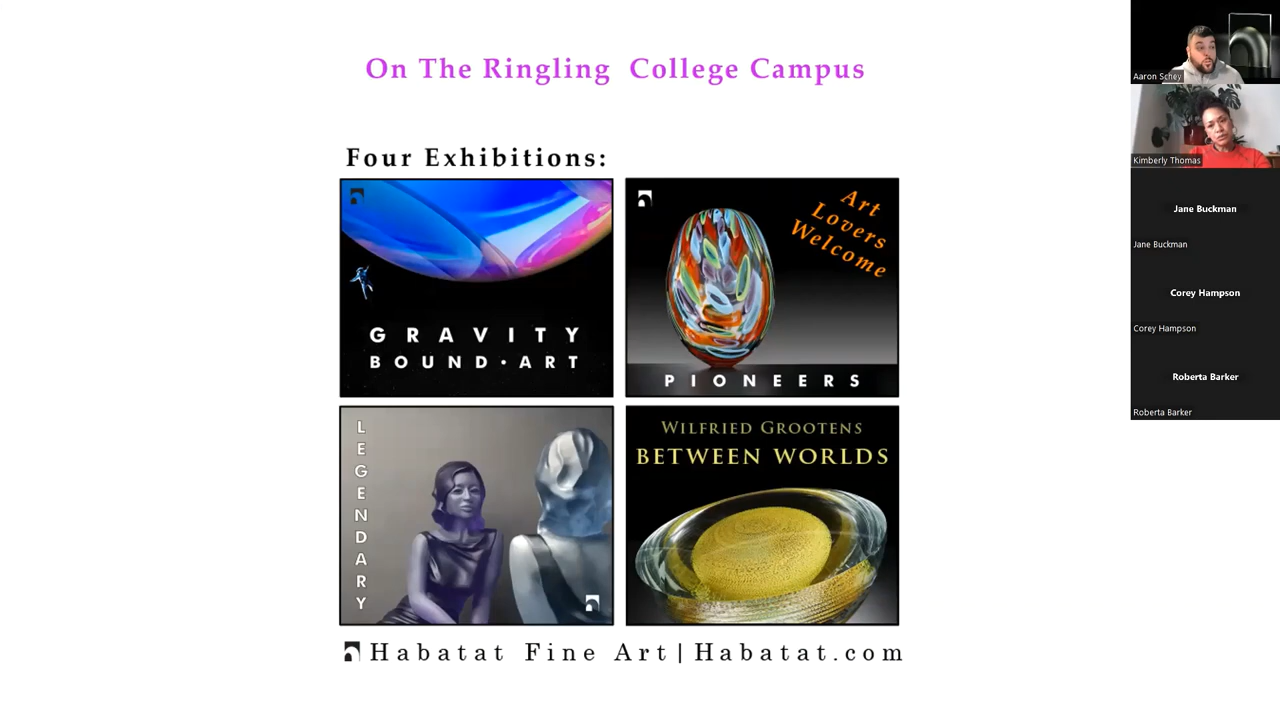 On The Ringling College Campus
Four Exhibitions:
GRAVITY
BOUND·ART
Art
Lovers
Welcome
PIONEERS
LEGENDARY
WILFRIED GROOTENS
BETWEEN WORLDS
Habatat Fine Art|Habatat.com
Aaron Schey
Kimberly Thomas
Jane Buckman
Jane Buckman
Corey Hampson
Corey Hampson
Roberta Barker
Roberta Barker